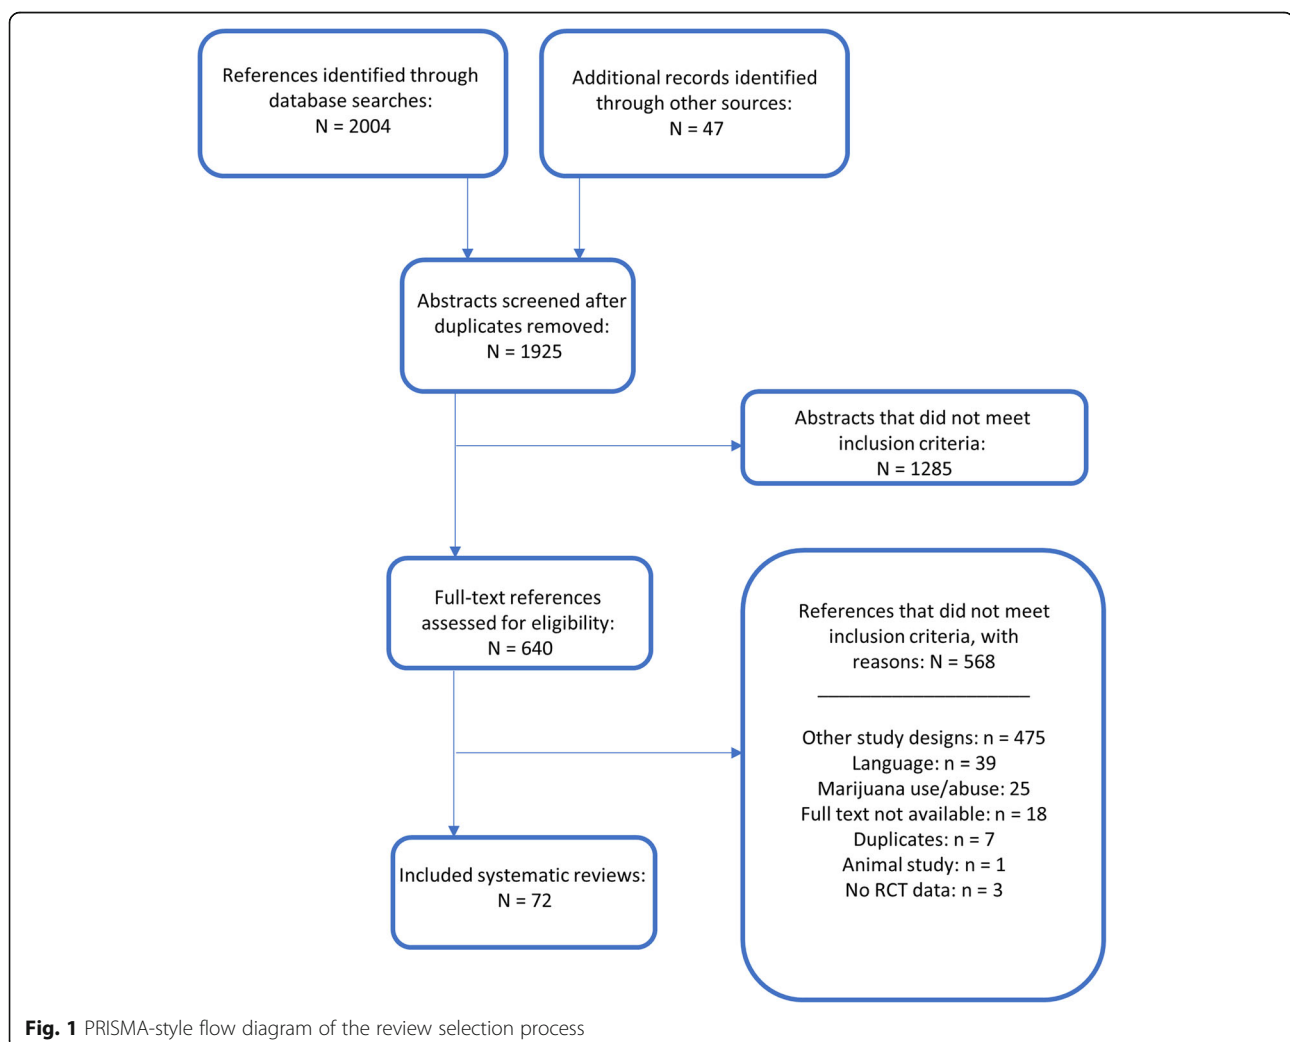 References identified through
database searches:
N = 2004
Additional records identified
through other sources:
N = 47
Abstracts screened after
duplicates removed:
N = 1925
Abstracts that did not meet
inclusion criteria:
N = 1285
Full-text references
assessed for eligibility:
N = 640
References that did not meet
inclusion criteria, with
reasons: N = 568
Other study designs: n = 475
Language: n = 39
Marijuana use/abuse: 25
Full text not available: n = 18
Duplicates: n = 7
Animal study: n = 1
No RCT data: n = 3
Included systematic reviews:
N = 72
Fig. 1 PRISMA-style flow diagram of the review selection process